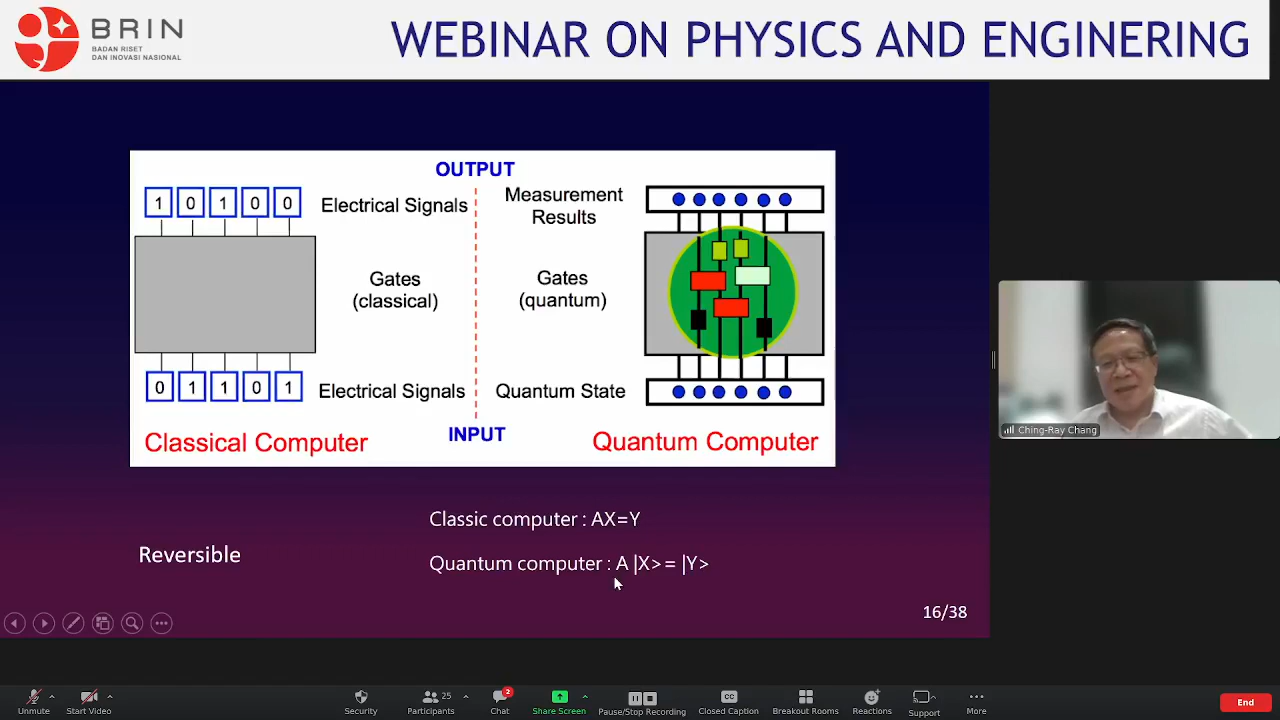 BRIN
BADAN RISET
DAN INOVASI NASIONAL
WEBINAR ON PHYSICS AND ENGINERING
OUTPUT
1 0 1 0 0
Electrical Signals
Measurement
Results
Gates
(classical)
Gates
(quantum)
0 1 1 0 1
Electrical Signals
Quantum State
Classical Computer
INPUT
Quantum Computer
Classic computer : AX=Y
Reversible
Quantum computer : A |X> = |Y>
16/38
Ching-Ray Chang
Unmute
Start Video
Security
25
Participants
2
Chat
Share Screen
Pause/Stop Recording
CC
Closed Caption
Breakout Rooms
Reactions
Support
More
End